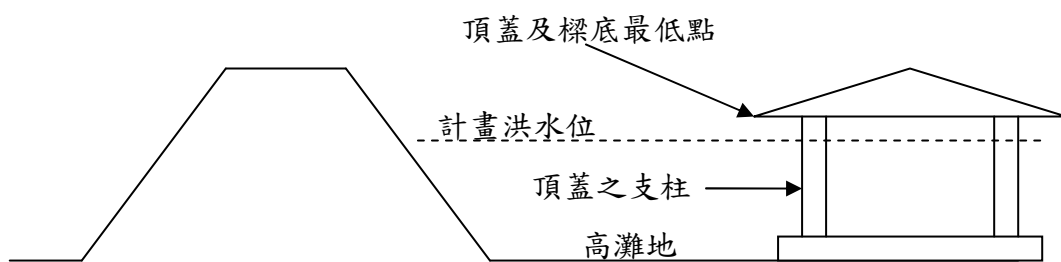 頂蓋及樑底最低點
計畫洪水位
頂蓋之支柱
高灘地